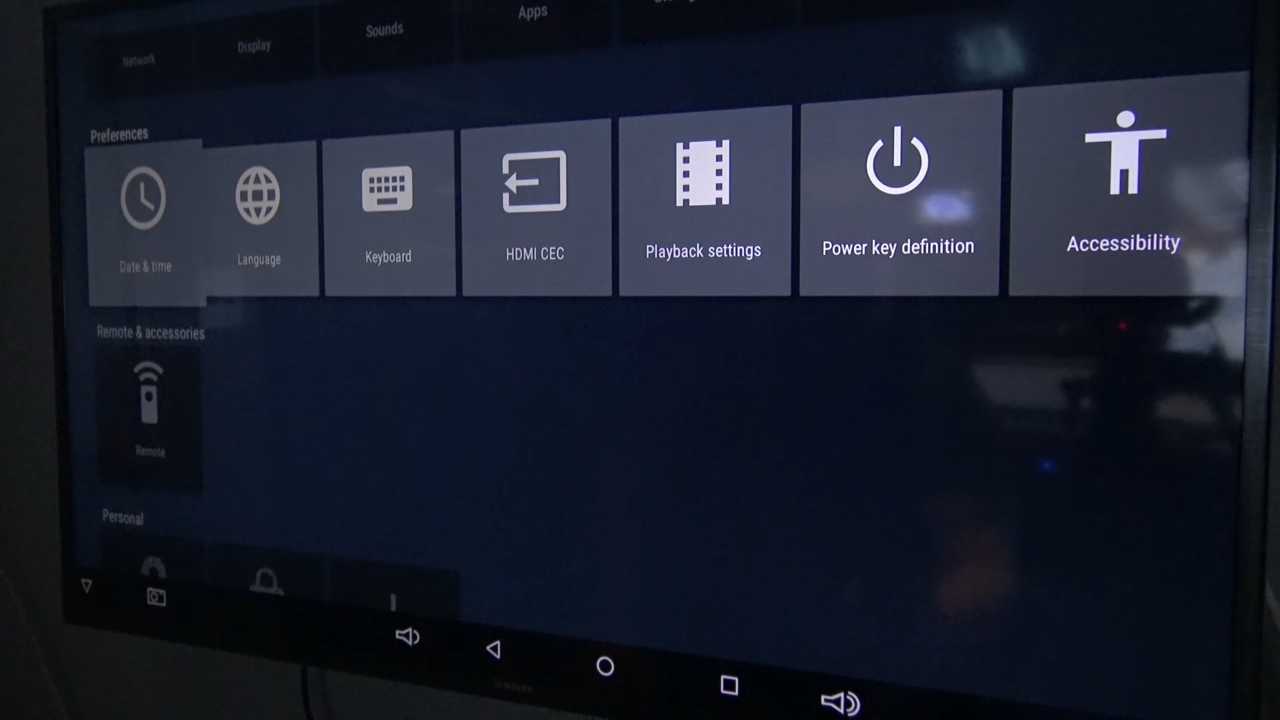 Network
Display
Sounds
Apps
Preferences
Date & time
Language
Keyboard
HDMI CEC
Playback settings
Power key definition
Accessibility
Remote & accessories
Remote
Personal
SAMSUNG